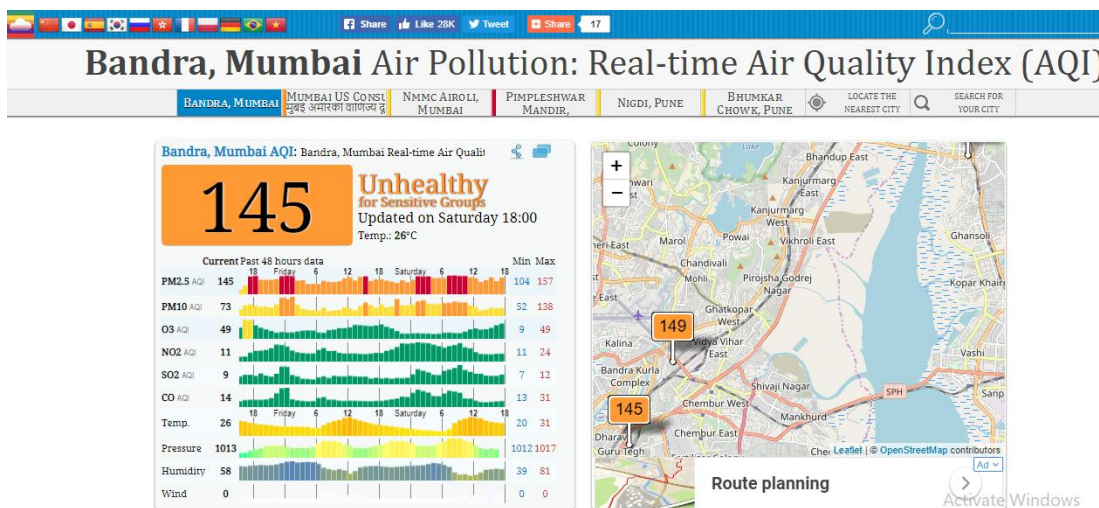 Share Like 28K Tweet Share 17
Bandra, Mumbai Air Pollution: Real-time Air Quality Index (AQI)
BANDRA, MUMBAI
MUMBAI US CONSU
मुंबई अमेरिका वाणिज्य दू
NMMC AIROLI,
MUMBAI
PIMPLESHWAR
MANDIR,
NIGDI, PUNE
BHUMKAR
CHOWK, PUNE
LOCATE THE
NEAREST CITY
SEARCH FOR
YOUR CITY
Bandra, Mumbai AQI: Bandra, Mumbai Real-time Air Qualit
145
Unhealthy
for Sensitive Groups
Updated on Saturday 18:00
Temp.: 26°C
Current Past 48 hours data Min Max
18 Friday 6 12 18 Saturday 6 12 18
PM2.5 AQI 145 104 157
PM10 AQI 73 52 138
O3 AQI 49 9 49
NO2 AQI 11 11 24
SO2 AQI 9 7 12
CO AQI 14 13 31
18 Friday 6 12 18 Saturday 6 12 18
Temp. 26 20 31
Pressure 1013 1012 1017
Humidity 58 39 81
Wind 0 0 0
+
−
Colony
Lake
Bhandup East
Kanjurmarg
East
Kanjurmarg
West
Marol
Powai
Vikhroli East
Ghansoli
Chandivali
Mohli
Pirojsha Godrej
Nagar
Kopar Khair
Ghatkopar
West
149
Kalina
Vidya Vihar
East
Vashi
Bandra Kurla
Complex
Shivaji Nagar
SPH
Sanp
145
Chembur West
Mankhurd
Dharav
Chembur East
Guru Tegh
Che
Leaflet | © OpenStreetMap contributors
Ad
Route planning
Activate Windows